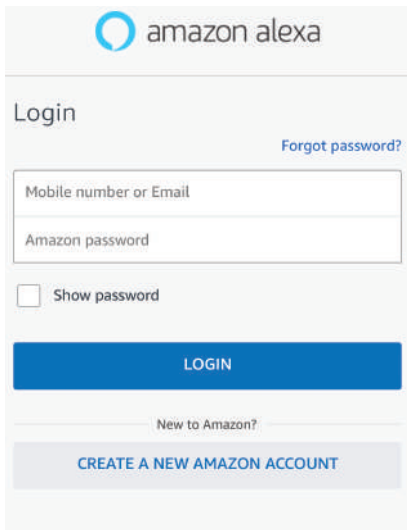 amazon alexa
Login
Forgot password?
Mobile number or Email
Amazon password
Show password
LOGIN
New to Amazon?
CREATE A NEW AMAZON ACCOUNT